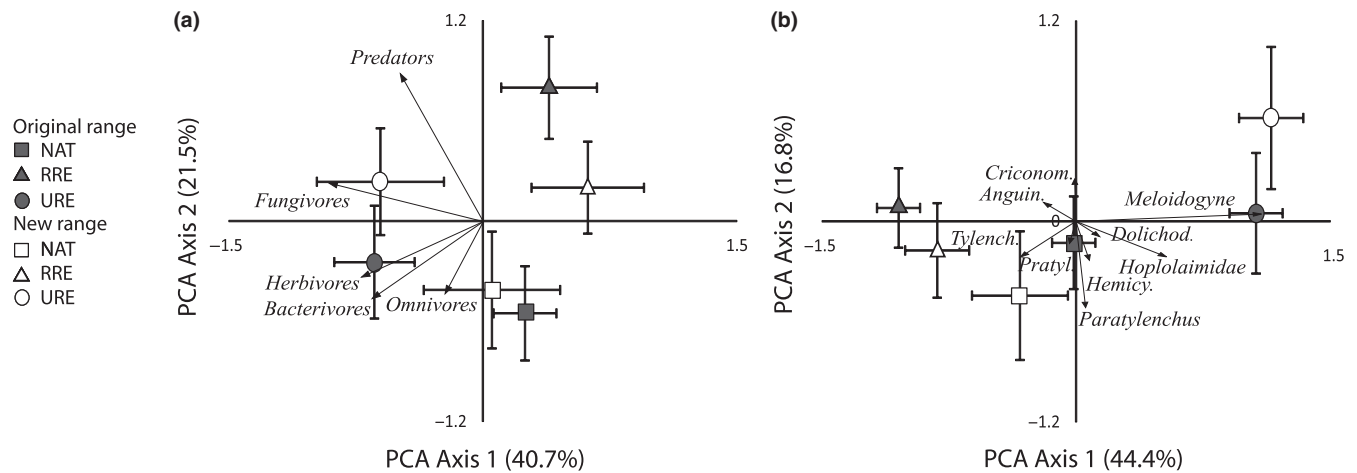 Original range
NAT
RRE
URE
New range
NAT
RRE
URE
(a)
1.2
PCA Axis 2 (21.5%)
Predators
Fungivores
−1.5
1.5
Herbivores
Bacterivores
Omnivores
−1.2
PCA Axis 1 (40.7%)
(b)
1.2
PCA Axis 2 (16.8%)
Criconom.
Anguin.
Meloidogyne
0
−1.5
Tylench.
Dolichod.
1.5
Pratyl.
Hoplolaimidae
Hemicy.
Paratylenchus
−1.2
PCA Axis 1 (44.4%)